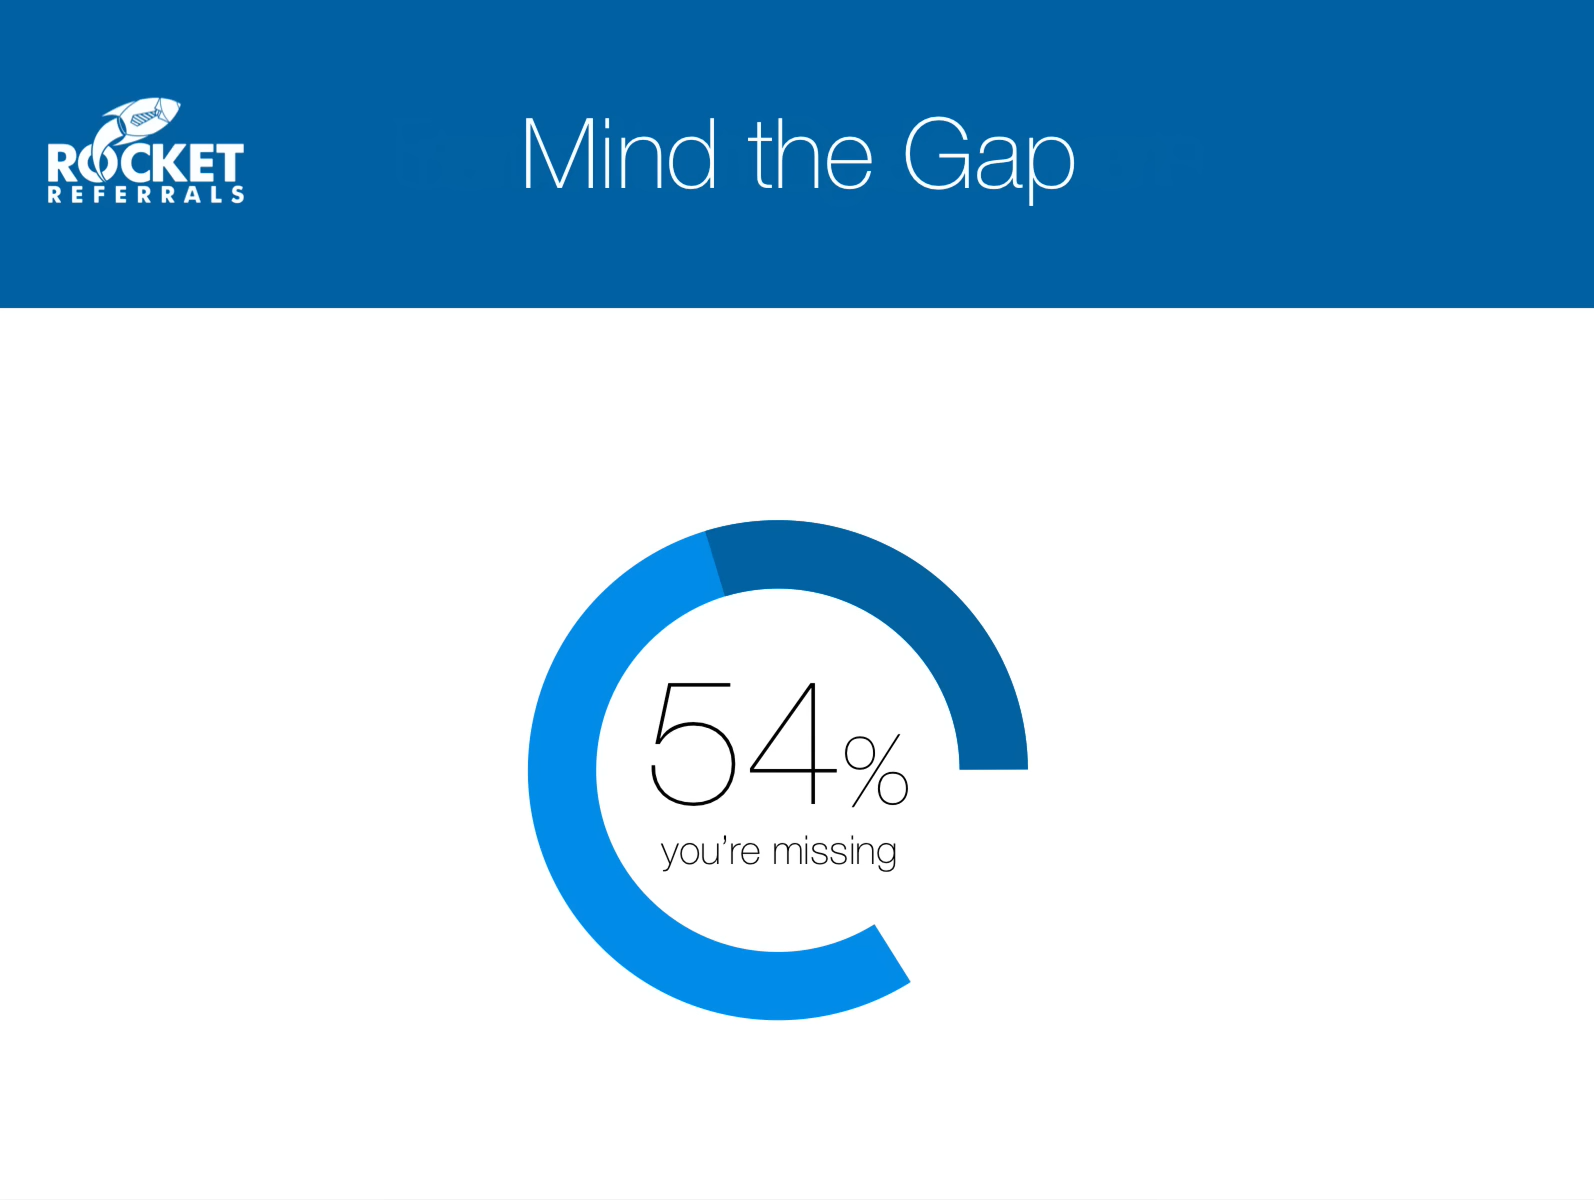 ROCKET
REFERRALS
Mind the Gap
54%
you're missing